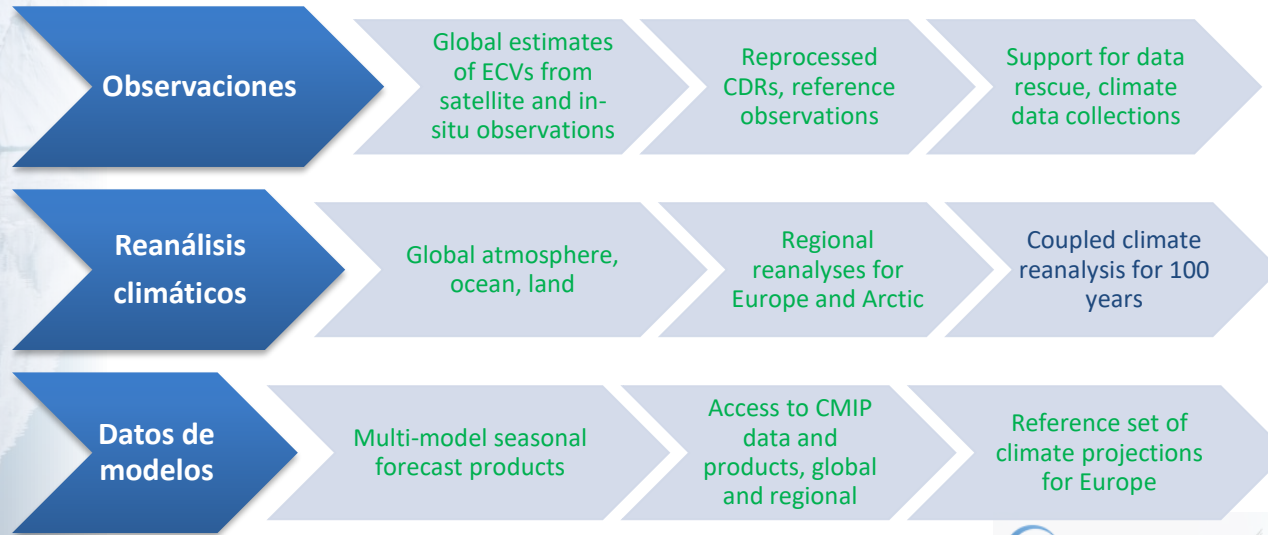 Observaciones
Global estimates
of ECVs from
satellite and in-
situ observations
Reprocessed
CDRs, reference
observations
Support for data
rescue, climate
data collections
Reanálisis
climáticos
Global atmosphere,
ocean, land
Regional
reanalyses for
Europe and Arctic
Coupled climate
reanalysis for 100
years
Datos de
modelos
Multi-model seasonal
forecast products
Access to CMIP
data and
products, global
and regional
Reference set of
climate projections
for Europe